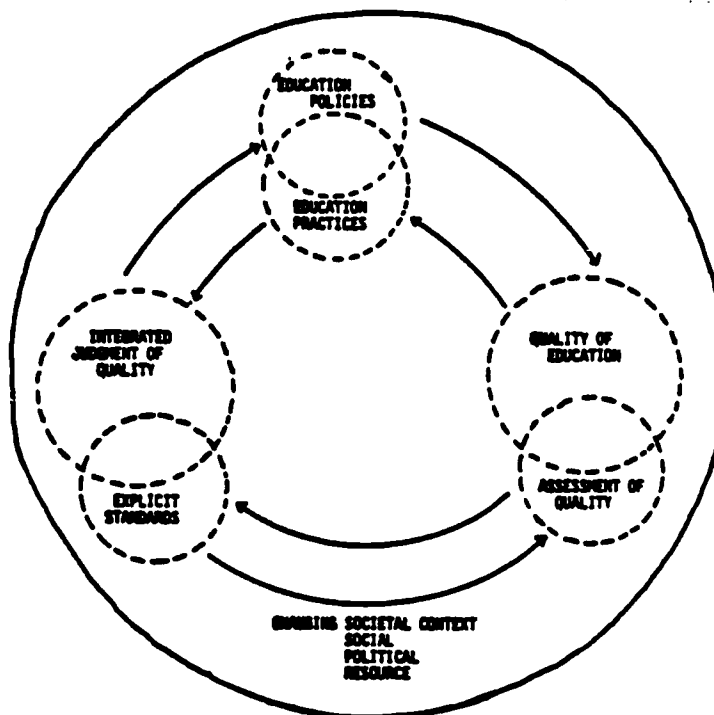 EDUCATION
POLICIES
EDUCATION
PRACTICES
INTEGRATED
JUDGMENT OF
QUALITY
QUALITY OF
EDUCATION
EXPLICIT
STANDARDS
ASSESSMENT OF
QUALITY
CHANGING SOCIETAL CONTEXT
SOCIAL
POLITICAL
RESOURCE